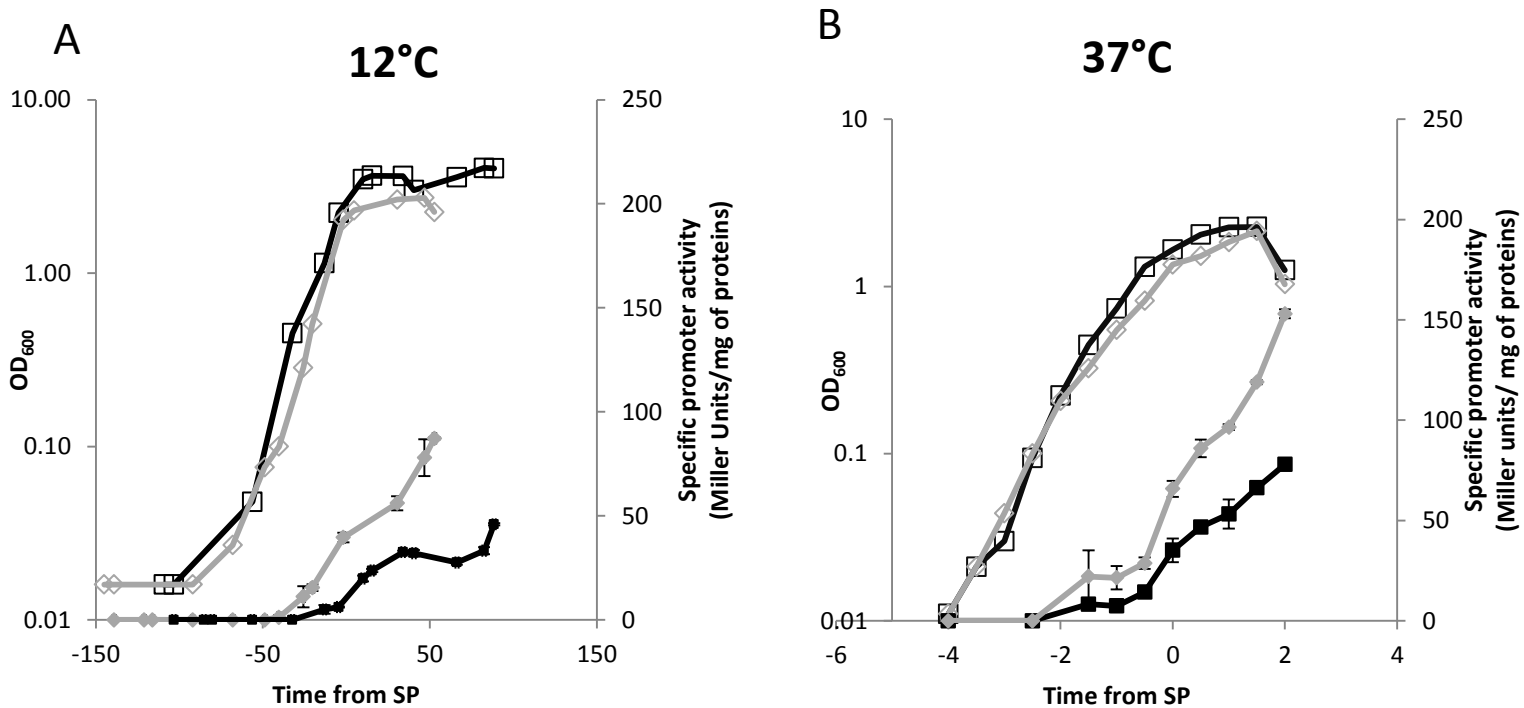 A
12°C
10.00
1.00
0.10
0.01
OD600
250
200
150
100
50
0
Specific promoter activity
(Miller Units/mg of proteins)
-150
-50
50
150
Time from SP
B
37°C
10
1
0.1
0.01
OD600
250
200
150
100
50
0
Specific promoter activity
(Miller units/ mg of proteins)
-6
-4
-2
0
2
4
Time from SP